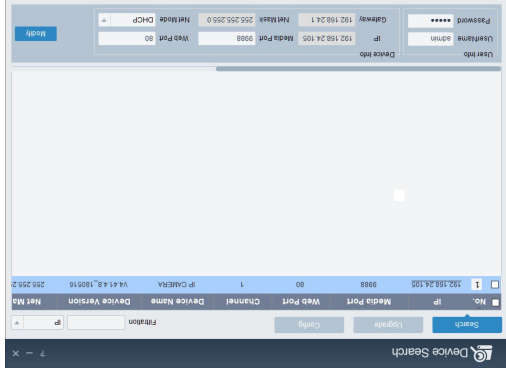 Device Search ? − ×
Search Upgrade Config Filtration IP
No. IP Media Port Web Port Channel Device Name Device Version Net Ma
1 192.168.24.105 9988 80 1 IP CAMERA V4.41.4.8_180516 255.255.2
User Info Device Info
UserName admin IP 192.168.24.105 Media Port 9988 Web Port 80
Password ••••• Gateway 192.168.24.1 Net Mask 255.255.255.0 Net Mode DHCP
Modify